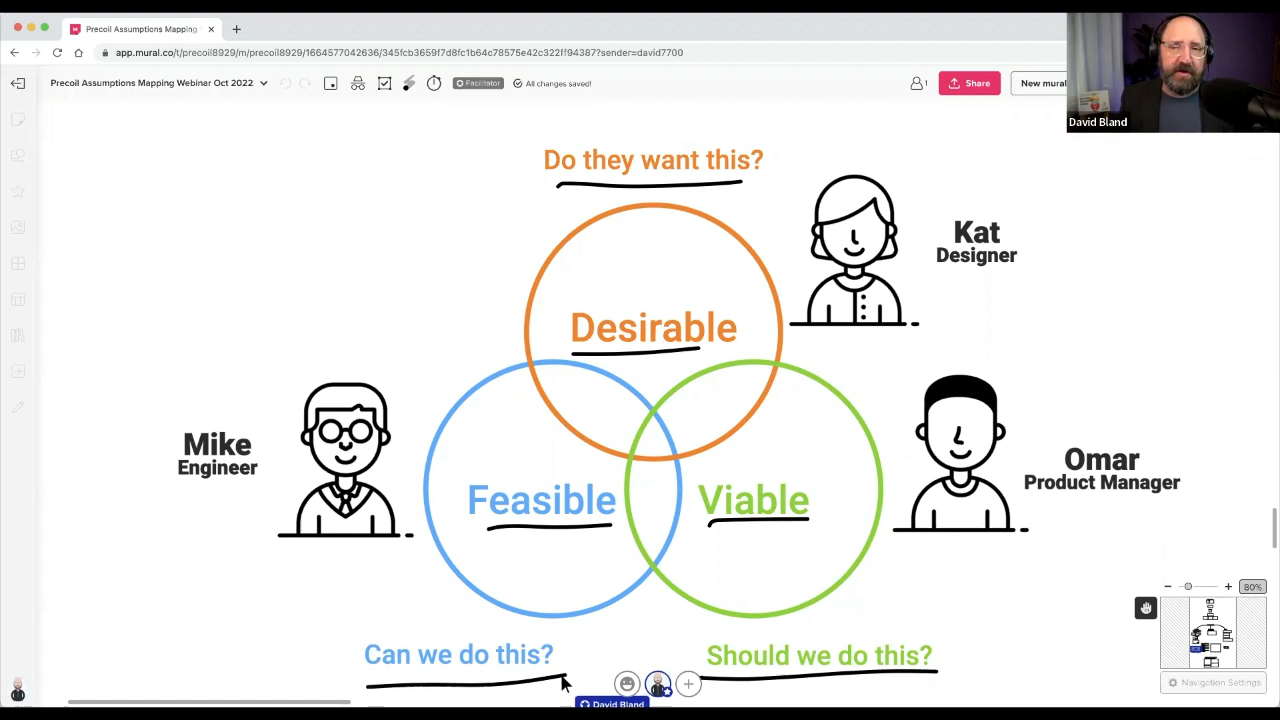 Precoil Assumptions Mapping
app.mural.co/t/precoil8929/m/precoil8929/1664577042636/345fcb3659f7d8fc1b64c78575e42c322ff94387?sender=david7700
Precoil Assumptions Mapping Webinar Oct 2022
Facilitator
All changes saved!
1
Share
New mural
David Bland
Do they want this?
Kat
Designer
Desirable
Mike
Engineer
Feasible
Viable
Omar
Product Manager
80%
Can we do this?
Should we do this?
Navigation Settings
David Bland